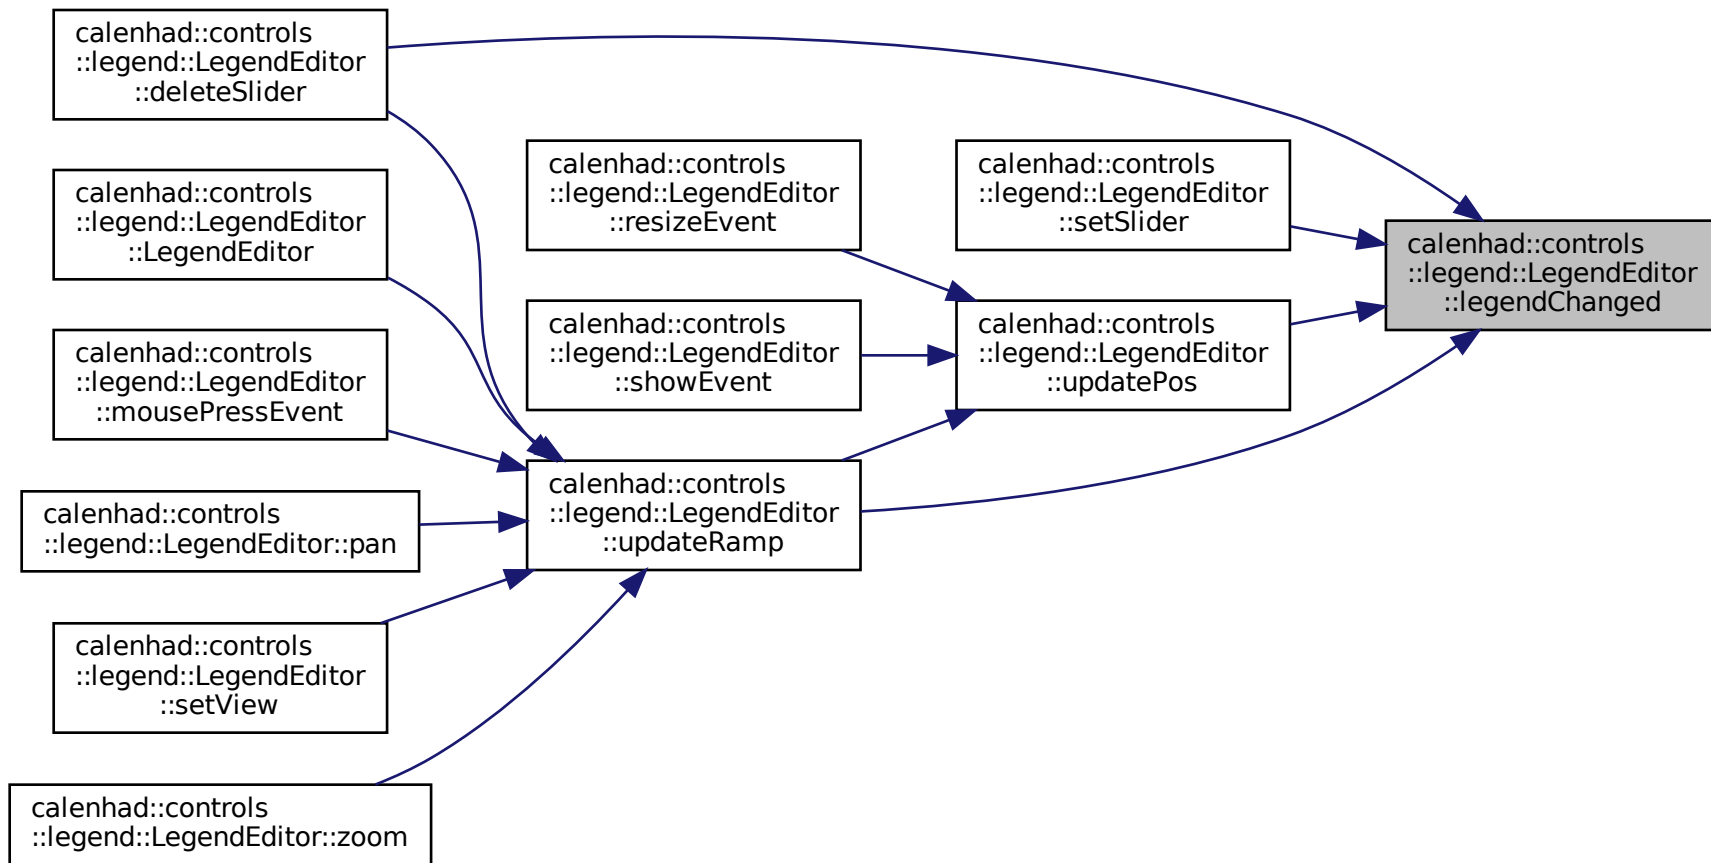 calenhad::controls
::legend::LegendEditor
::deleteSlider
calenhad::controls
::legend::LegendEditor
::LegendEditor
calenhad::controls
::legend::LegendEditor
::mousePressEvent
calenhad::controls
::legend::LegendEditor::pan
calenhad::controls
::legend::LegendEditor
::setView
calenhad::controls
::legend::LegendEditor::zoom
calenhad::controls
::legend::LegendEditor
::resizeEvent
calenhad::controls
::legend::LegendEditor
::showEvent
calenhad::controls
::legend::LegendEditor
::updateRamp
calenhad::controls
::legend::LegendEditor
::setSlider
calenhad::controls
::legend::LegendEditor
::updatePos
calenhad::controls
::legend::LegendEditor
::legendChanged